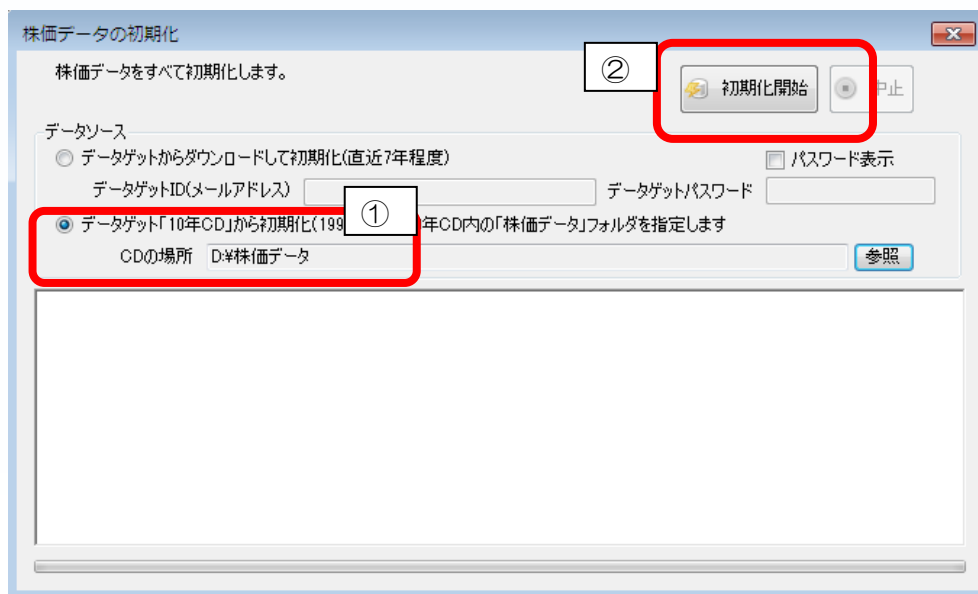 株価データの初期化
株価データをすべて初期化します。
②
初期化開始
中止
データソース
データゲットからダウンロードして初期化(直近7年程度)
パスワード表示
データゲットID(メールアドレス)
データゲットパスワード
①
データゲット「10年CD」から初期化(199 年CD内の「株価データ」フォルダを指定します
CDの場所 D:¥株価データ
参照